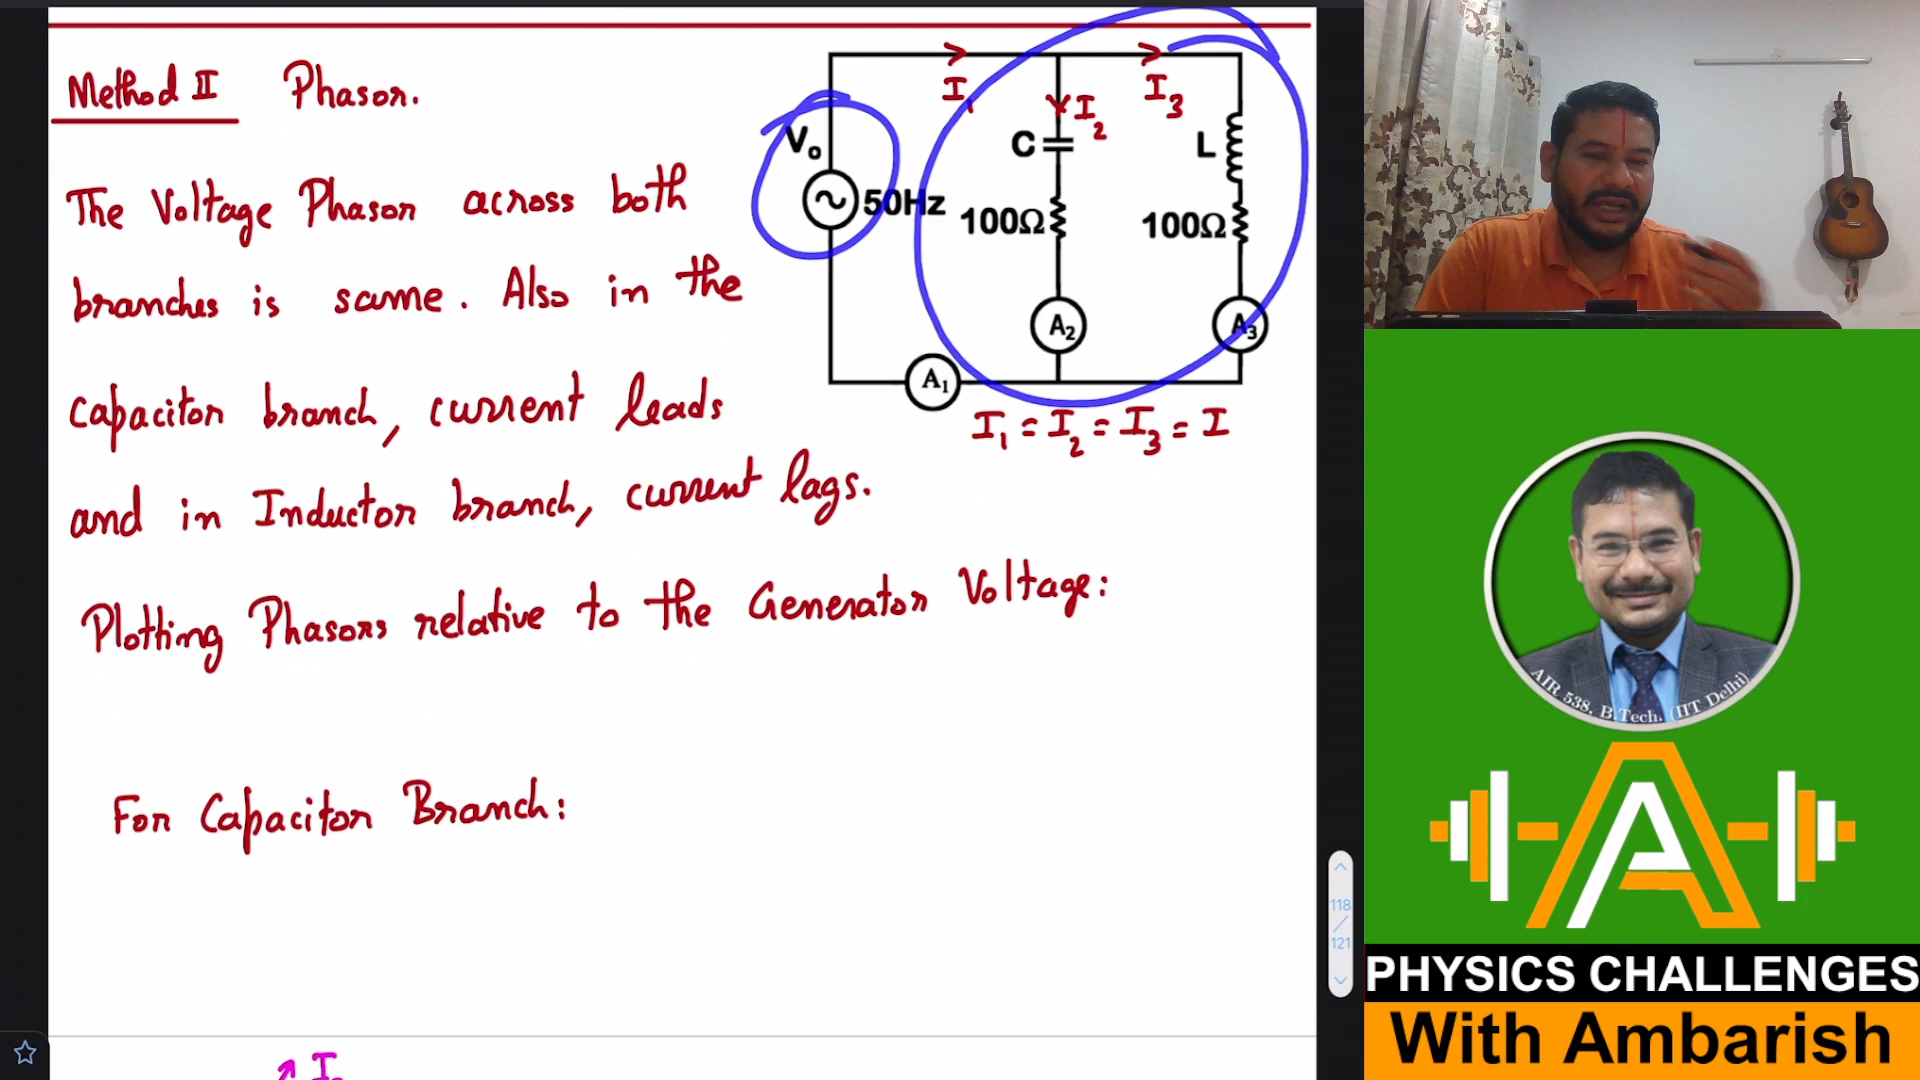 Method II Phasor.
The Voltage Phasor across both
branches is same. Also in the
capacitor branch, current leads
and in Inductor branch, current lags.
Plotting Phasors relative to the Generator Voltage:
For Capacitor Branch:
I₁
I₂
I₃
V₀
C
L
50Hz
100Ω
100Ω
A₂
A₃
A₁
I₁ = I₂ = I₃ = I
118
/
121
AIR 538, B.Tech. (IIT Delhi)
PHYSICS CHALLENGES
With Ambarish